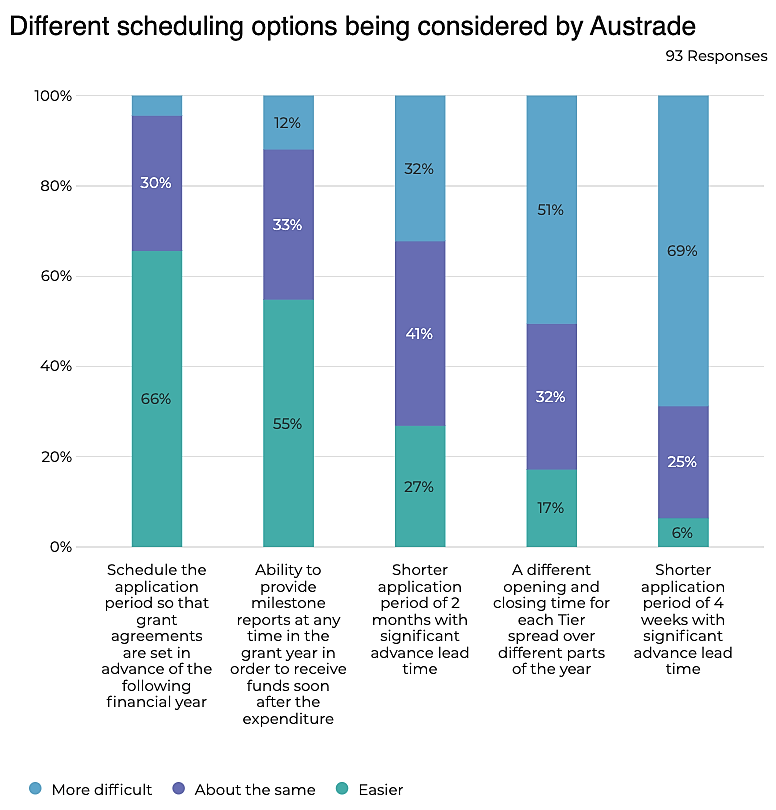 Different scheduling options being considered by Austrade
93 Responses
100%
80%
60%
40%
20%
0%
30%
66%
12%
33%
55%
32%
41%
27%
51%
32%
17%
69%
25%
6%
Schedule the
application
period so that
grant
agreements
are set in
advance of the
following
financial year
Ability to
provide
milestone
reports at any
time in the
grant year in
order to receive
funds soon
after the
expenditure
Shorter
application
period of 2
months with
significant
advance lead
time
A different
opening and
closing time for
each Tier
spread over
different parts
of the year
Shorter
application
period of 4
weeks with
significant
advance lead
time
More difficult
About the same
Easier